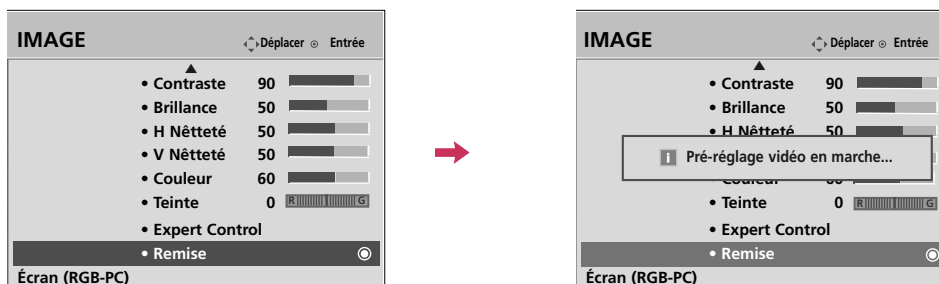 IMAGE
Déplacer Entrée
• Contraste 90
• Brillance 50
• H Nêtteté 50
• V Nêtteté 50
• Couleur 60
• Teinte 0 R G
• Expert Control
• Remise
Écran (RGB-PC)
IMAGE
Déplacer Entrée
• Contraste 90
• Brillance 50
• H Nêtteté 50
i Pré-réglage vidéo en marche...
• Teinte 0 R G
• Expert Control
• Remise
Écran (RGB-PC)